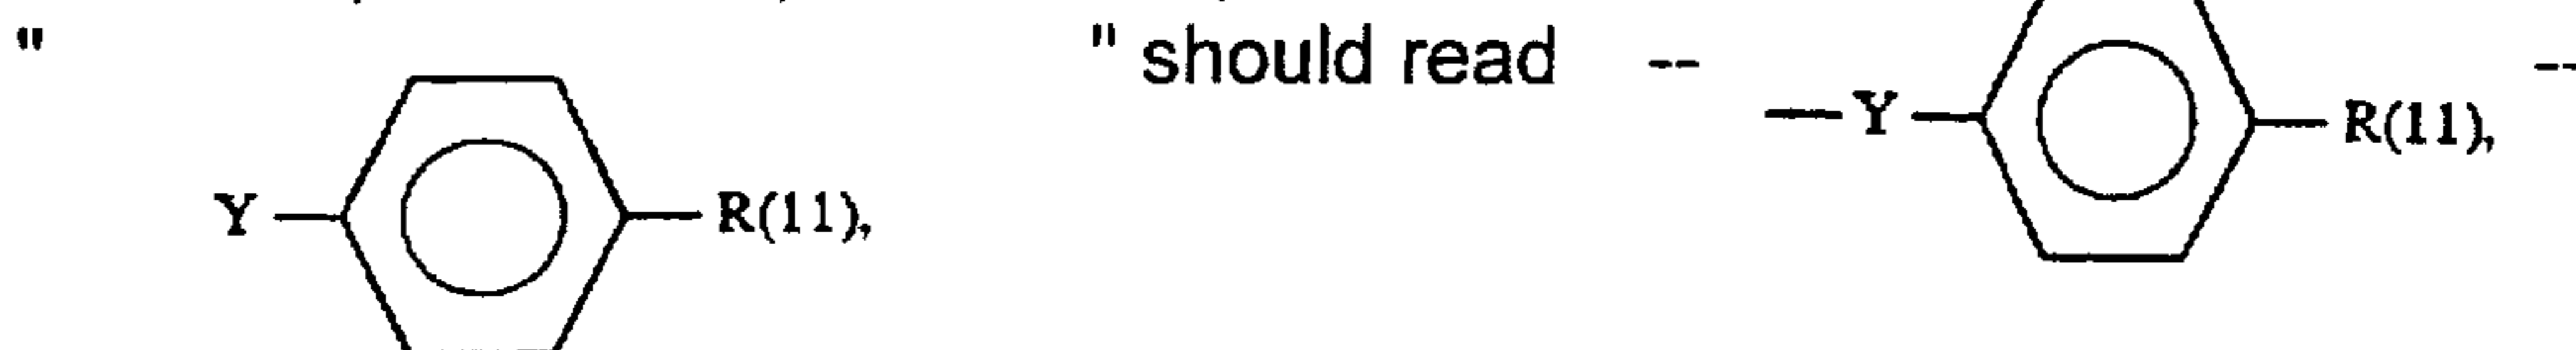 " " should read -- --
—Y— —R(11),
Y— —R(11),